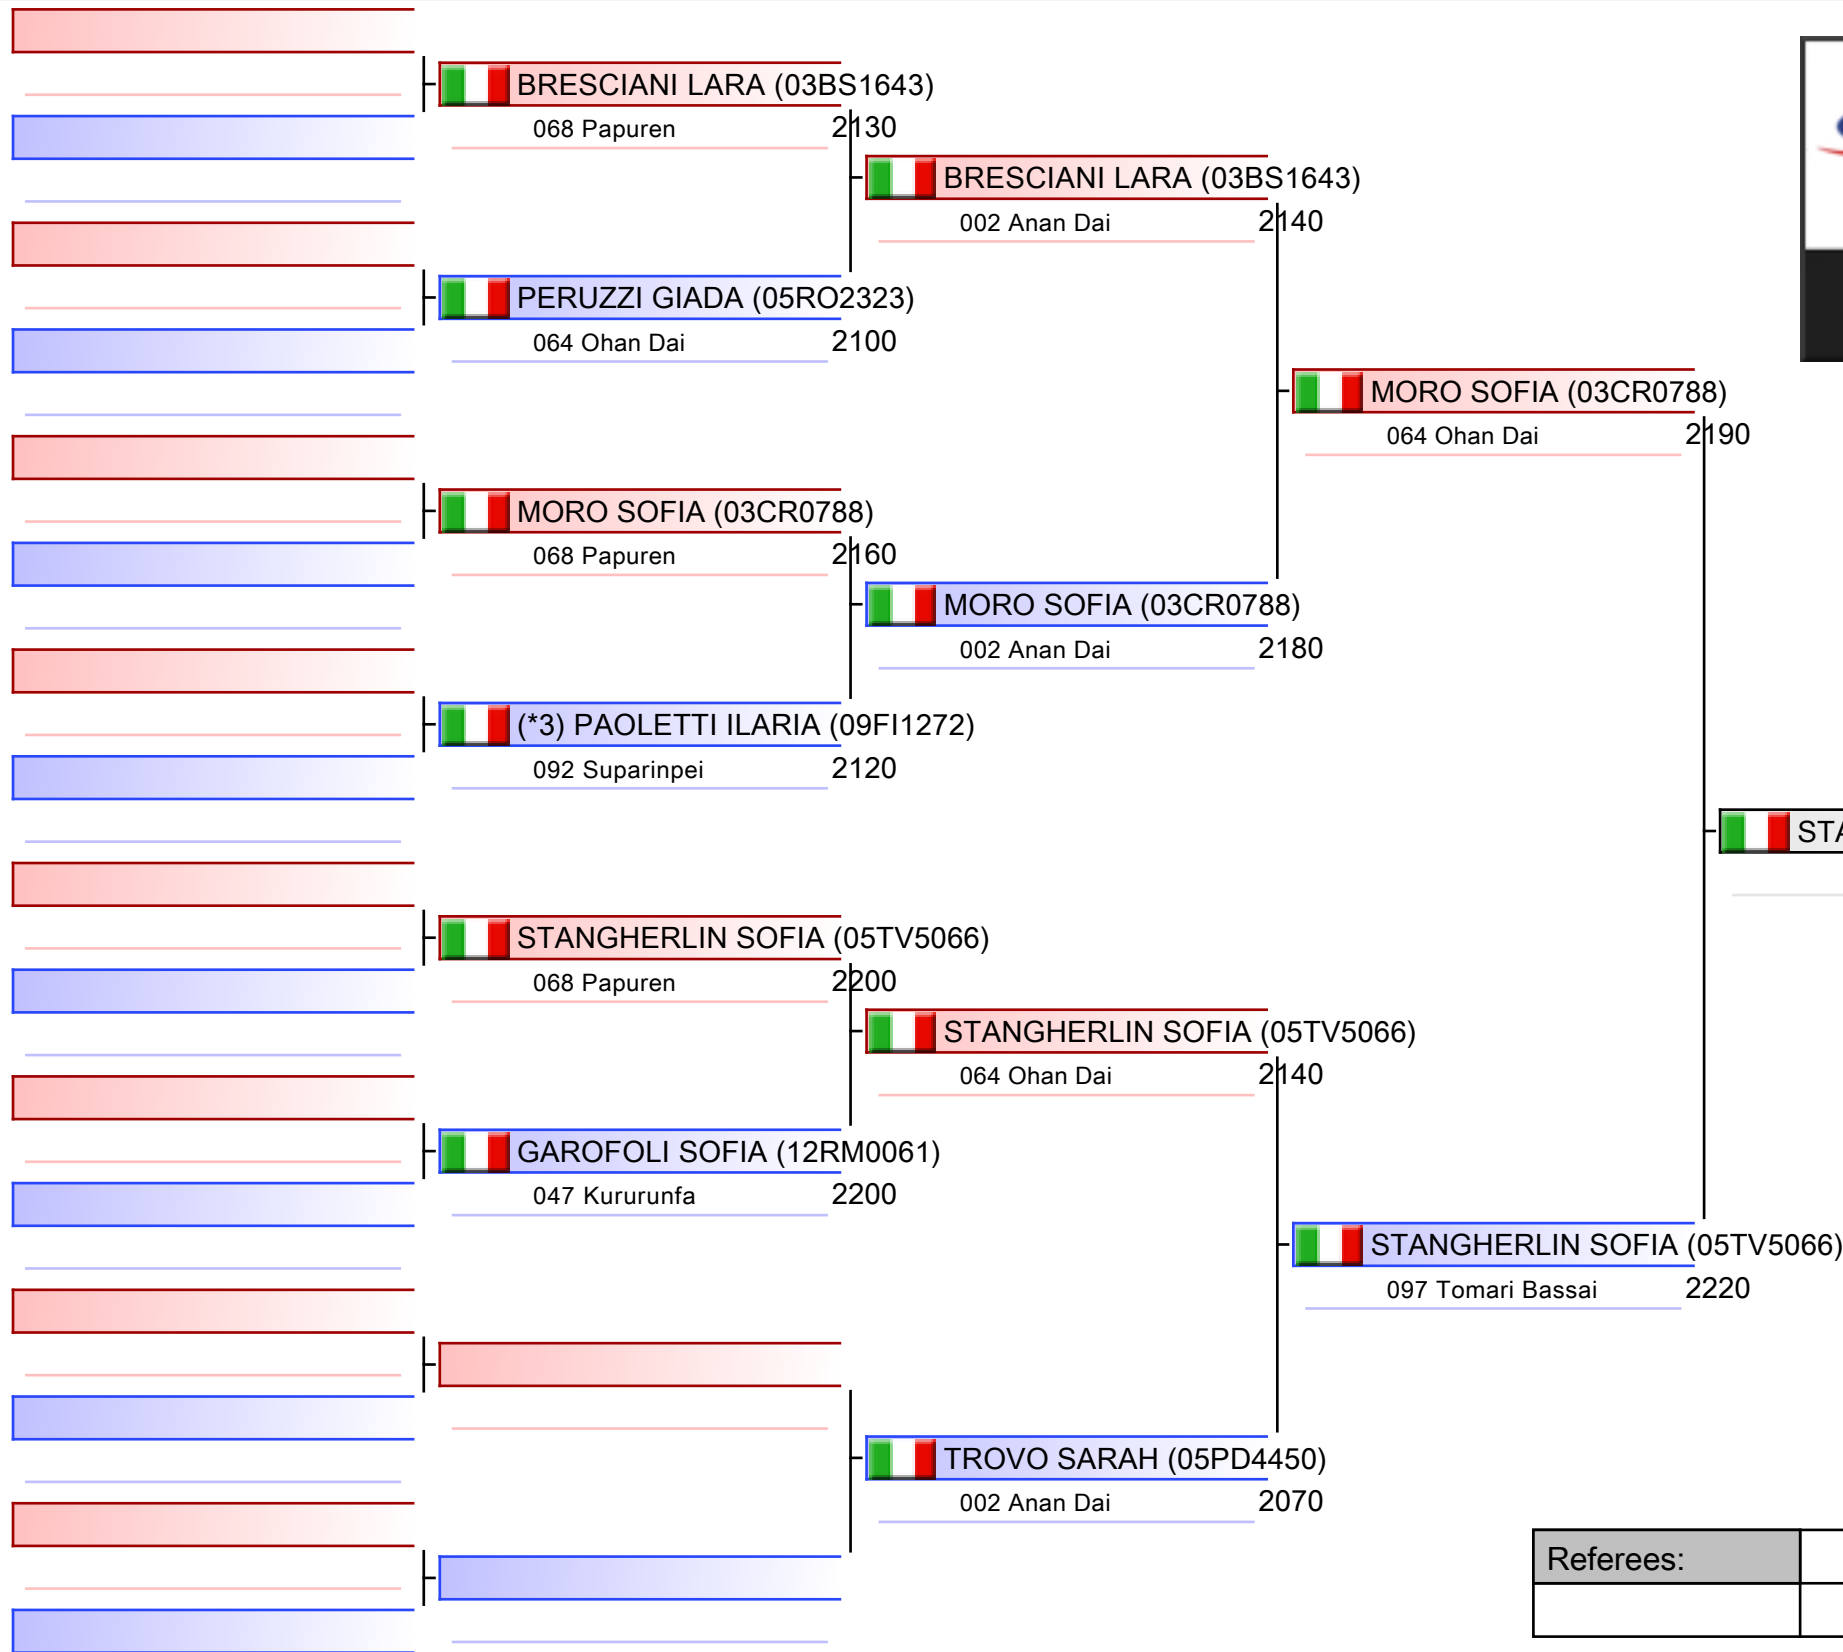 BRESCIANI LARA (03BS1643)
068 Papuren 2130
BRESCIANI LARA (03BS1643)
002 Anan Dai 2140
PERUZZI GIADA (05RO2323)
064 Ohan Dai 2100
MORO SOFIA (03CR0788)
064 Ohan Dai 2190
MORO SOFIA (03CR0788)
068 Papuren 2160
MORO SOFIA (03CR0788)
002 Anan Dai 2180
(*3) PAOLETTI ILARIA (09FI1272)
092 Suparinpei 2120
STA
STANGHERLIN SOFIA (05TV5066)
068 Papuren 2200
STANGHERLIN SOFIA (05TV5066)
064 Ohan Dai 2140
GAROFOLI SOFIA (12RM0061)
047 Kururunfa 2200
STANGHERLIN SOFIA (05TV5066)
097 Tomari Bassai 2220
TROVO SARAH (05PD4450)
002 Anan Dai 2070
Referees: